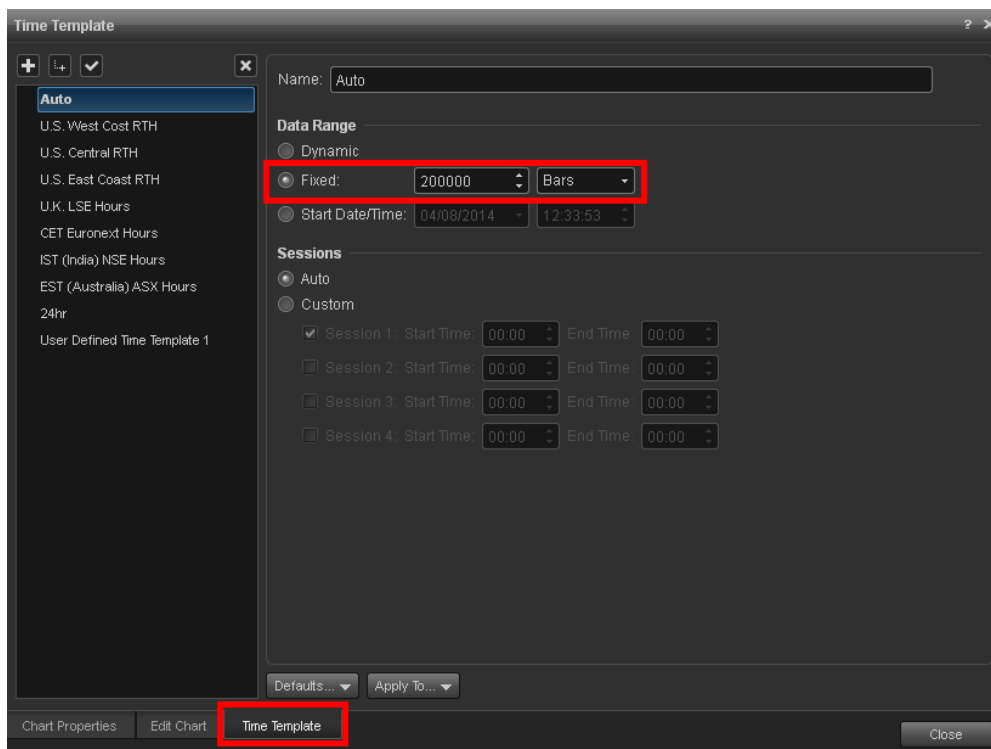 Time Template
?
Auto
U.S. West Cost RTH
U.S. Central RTH
U.S. East Coast RTH
U.K. LSE Hours
CET Euronext Hours
IST (India) NSE Hours
EST (Australia) ASX Hours
24hr
User Defined Time Template 1
Name: Auto
Data Range
Dynamic
Fixed: 200000 Bars
Start Date/Time: 04/08/2014 12:33:53
Sessions
Auto
Custom
Session 1: Start Time: 00:00 End Time: 00:00
Session 2: Start Time: 00:00 End Time: 00:00
Session 3: Start Time: 00:00 End Time: 00:00
Session 4: Start Time: 00:00 End Time: 00:00
Defaults... Apply To...
Chart Properties Edit Chart Time Template
Close